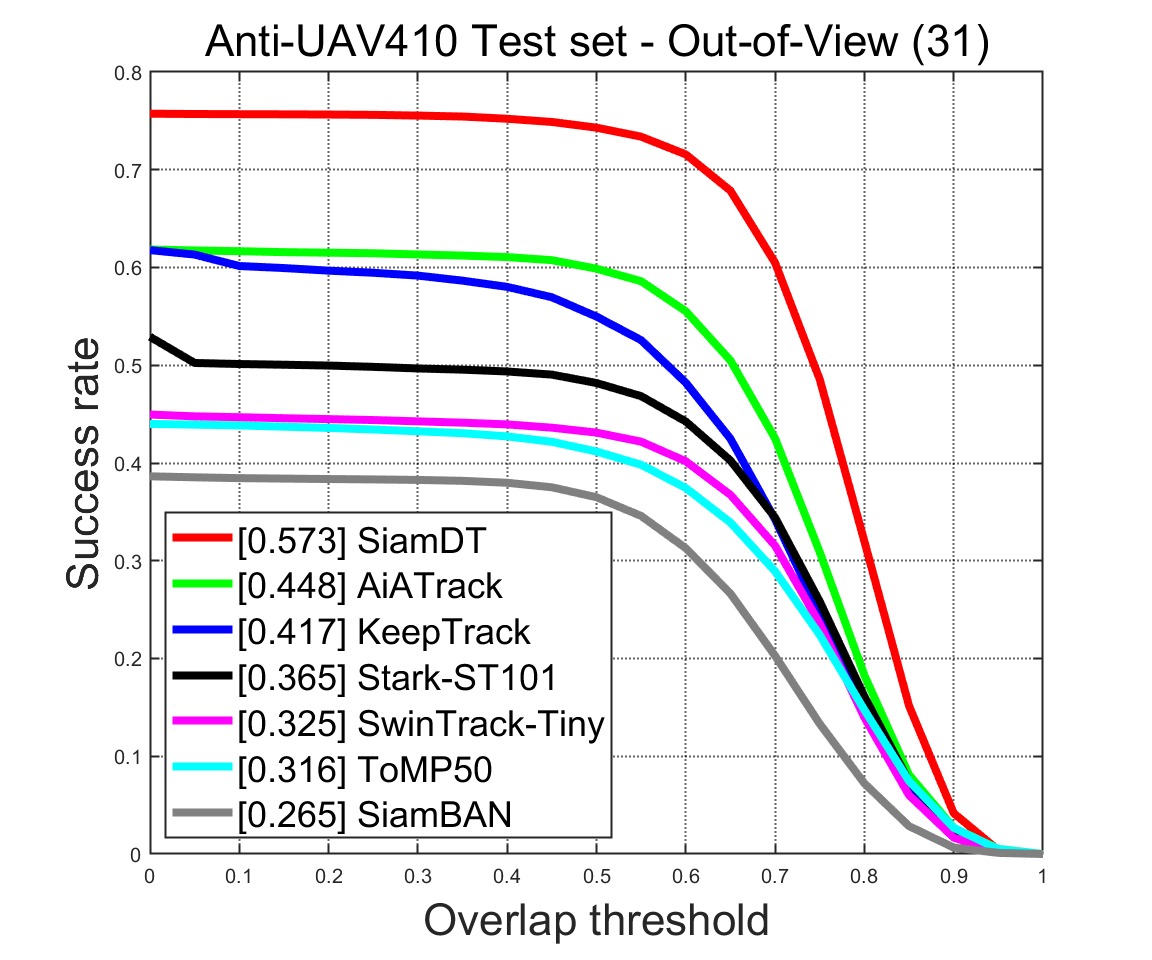 Anti-UAV410 Test set - Out-of-View (31)
0.8
0.7
0.6
0.5
0.4
0.3
0.2
0.1
0
Success rate
[0.573] SiamDT
[0.448] AiATrack
[0.417] KeepTrack
[0.365] Stark-ST101
[0.325] SwinTrack-Tiny
[0.316] ToMP50
[0.265] SiamBAN
0 0.1 0.2 0.3 0.4 0.5 0.6 0.7 0.8 0.9 1
Overlap threshold